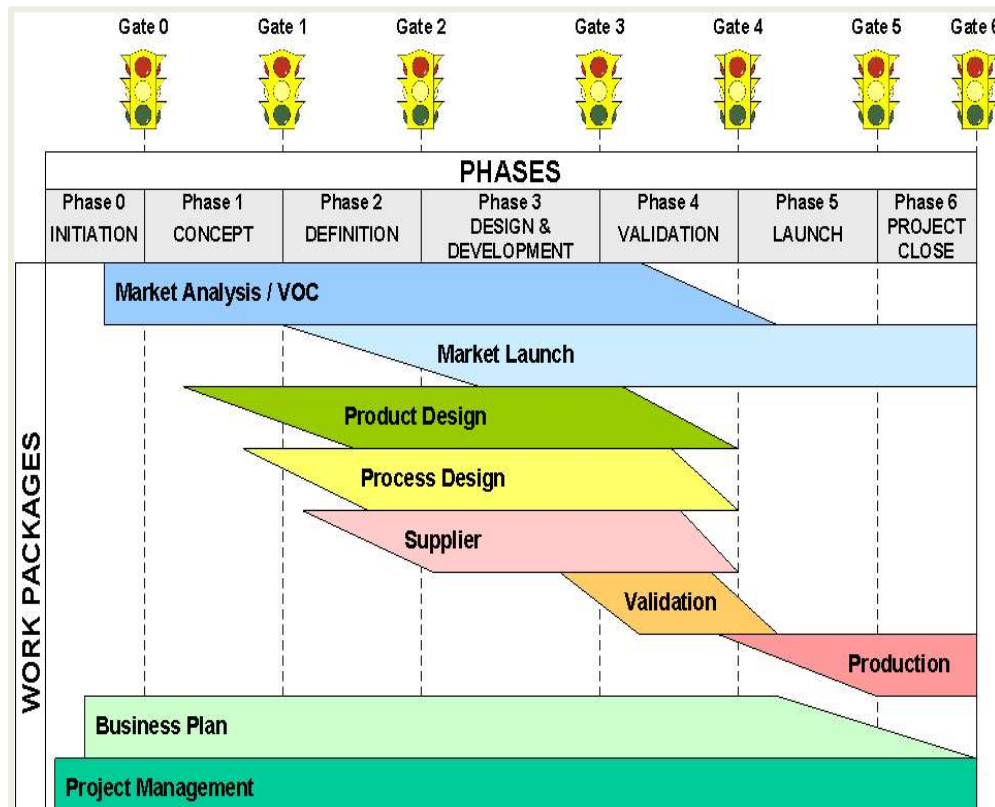 Gate 0
Gate 1
Gate 2
Gate 3
Gate 4
Gate 5
Gate 6
PHASES
Phase 0
INITIATION
Phase 1
CONCEPT
Phase 2
DEFINITION
Phase 3
DESIGN &
DEVELOPMENT
Phase 4
VALIDATION
Phase 5
LAUNCH
Phase 6
PROJECT
CLOSE
WORK PACKAGES
Market Analysis / VOC
Market Launch
Product Design
Process Design
Supplier
Validation
Production
Business Plan
Project Management